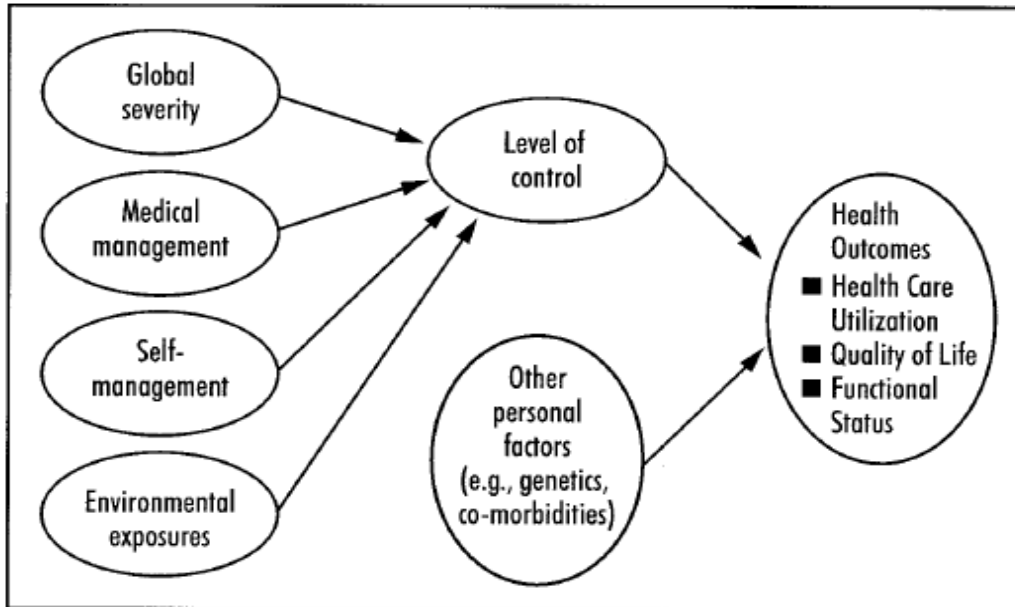 Global
severity
Medical
management
Self-
management
Environmental
exposures
Level of
control
Other
personal
factors
(e.g., genetics,
co-morbidities)
Health
Outcomes
■ Health Care
Utilization
■ Quality of Life
■ Functional
Status